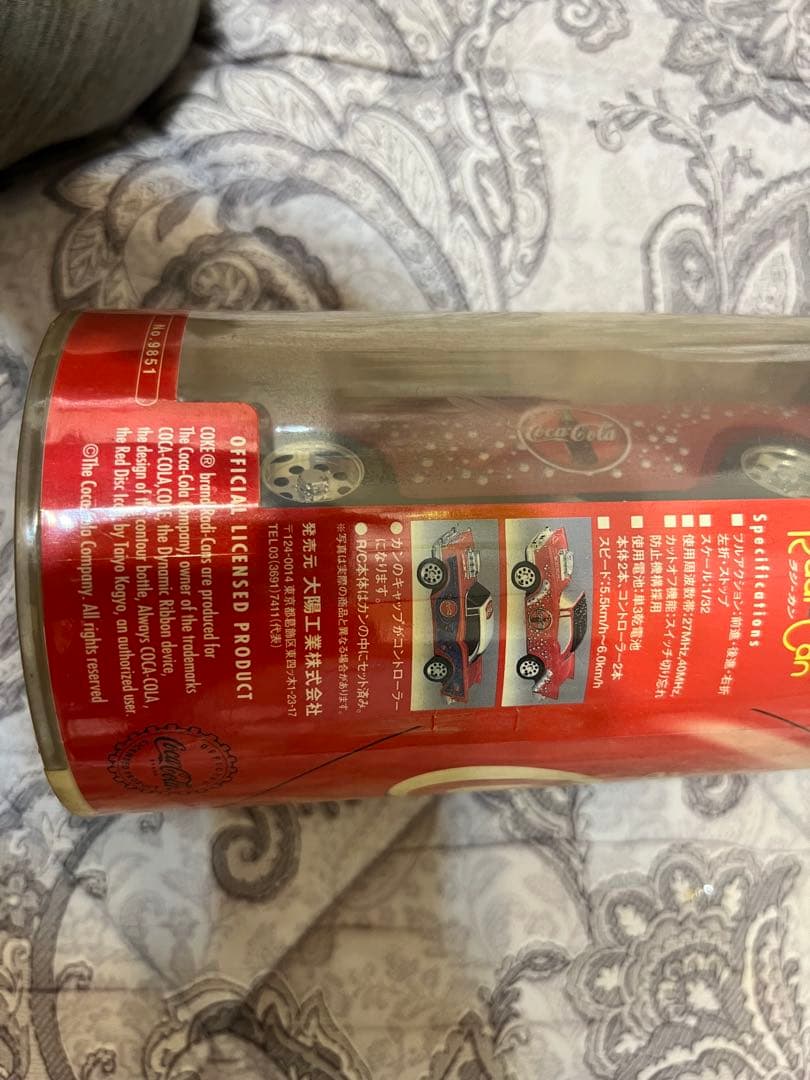 ラジーカン
Specifications
■フルアクション:前進・後進・右折
左折・ストップ
■スケール:1/32
■使用周波数帯:27MHz,40MHz,
■カットオフ機能:スイッチ切り忘れ
防止機構採用
■使用電池:単3乾電池
本体2本、コントローラー2本
■スピード:5.5km/h〜6.0km/h
●カンのキャップがコントローラー
になります。
●R/C本体はカンの中にセット済み。
※写真は実際の商品と異なる場合があります。
発売元 大陽工業株式会社
〒124-0014 東京都葛飾区東四ツ木1-23-17
TEL.03(3691)7411(代表)
OFFICIAL LICENSED PRODUCT
COKE® brand Rad-Cans are produced for
The Coca-Cola Company, owner of the trademarks
COCA-COLA, COKE, the Dynamic Ribbon device,
the design of the contour bottle, Always COCA-COLA,
the Red Disc Icon by Taiyo Kogyo, an authorized user.
©The Coca-Cola Company. All rights reserved
No.9851
Coca-Cola
Coca-Cola